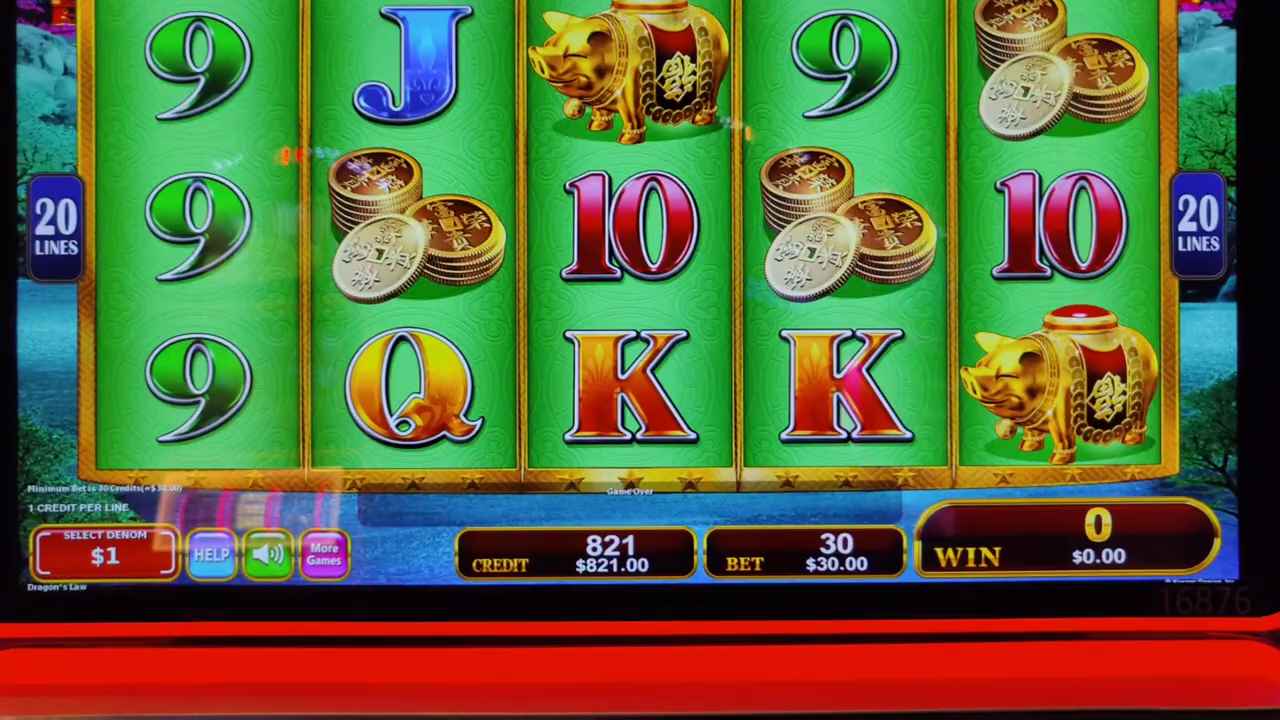 9 J 9
9 10 10
9 Q K K
20
LINES
20
LINES
Minimum Bet is 30 Credits(=$30.00)
Game Over
1 CREDIT PER LINE
SELECT DENOM
$1
HELP
More
Games
CREDIT 821
$821.00
BET 30
$30.00
WIN 0
$0.00
Dragon's Law
16876